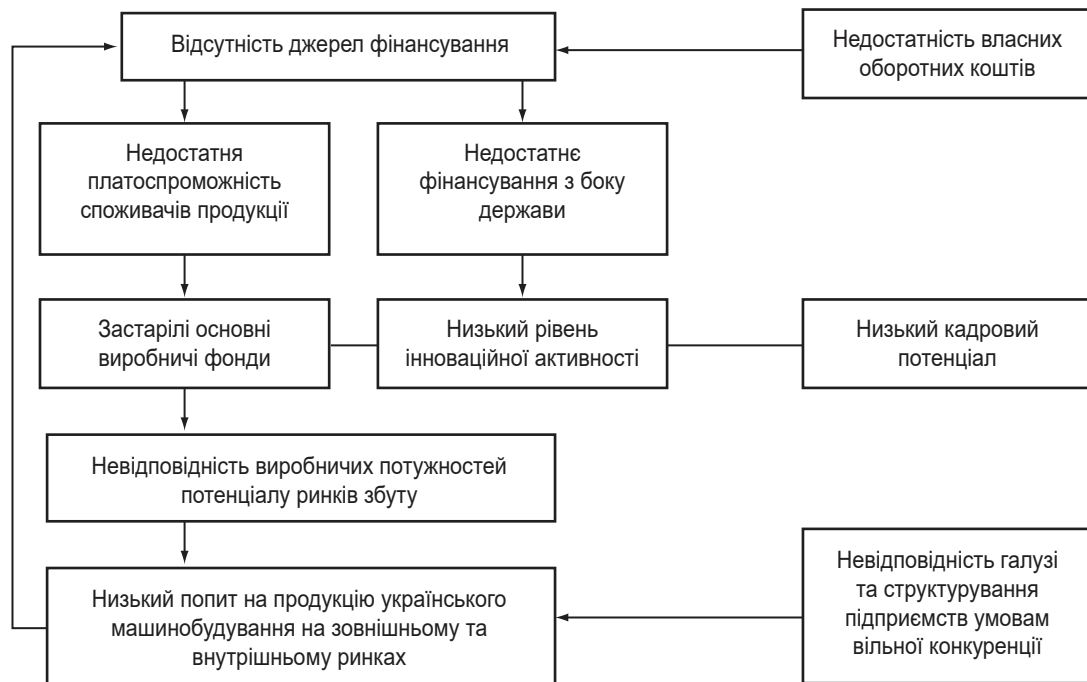 Відсутність джерел фінансування
Недостатність власних
оборотних коштів
Недостатня
платоспроможність
споживачів продукції
Недостатнє
фінансування з боку
держави
Застарілі основні
виробничі фонди
Низький рівень
інноваційної активності
Низький кадровий
потенціал
Невідповідність виробничих потужностей
потенціалу ринків збуту
Низький попит на продукцію українського
машинобудування на зовнішньому та
внутрішньому ринках
Невідповідність галузі
та структурування
підприємств умовам
вільної конкуренції